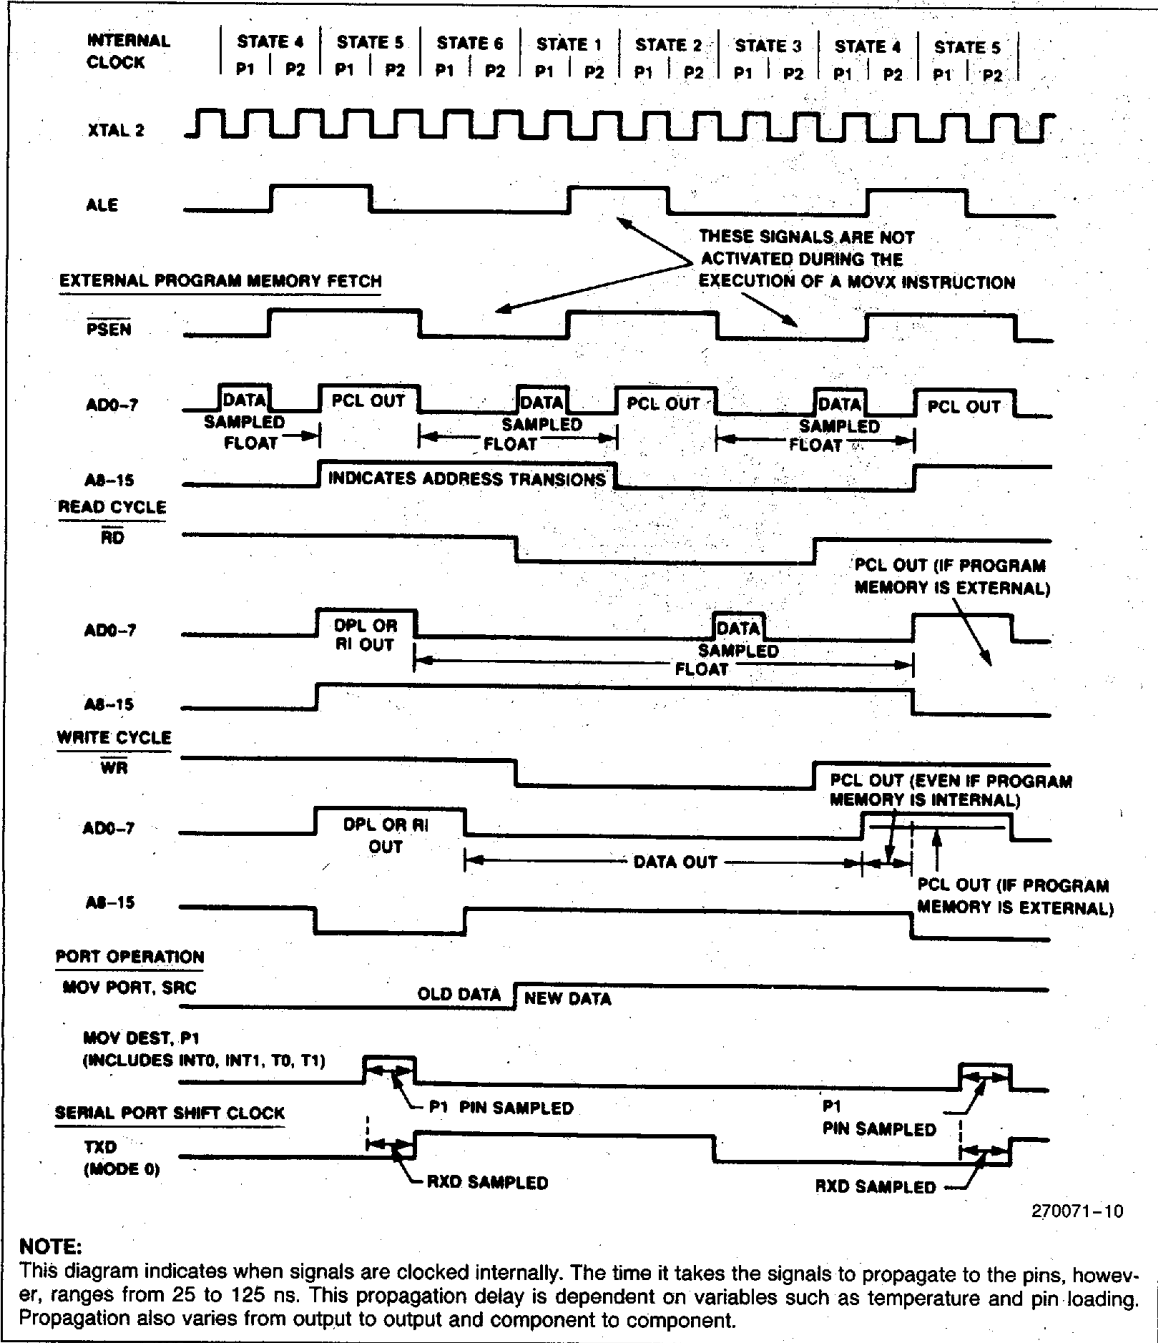 INTERNAL CLOCK
STATE 4 STATE 5 STATE 6 STATE 1 STATE 2 STATE 3 STATE 4 STATE 5
P1 P2 P1 P2 P1 P2 P1 P2 P1 P2 P1 P2 P1 P2 P1 P2
XTAL 2
ALE
THESE SIGNALS ARE NOT
ACTIVATED DURING THE
EXECUTION OF A MOVX INSTRUCTION
EXTERNAL PROGRAM MEMORY FETCH
PSEN
AD0-7
DATA PCL OUT DATA PCL OUT DATA PCL OUT
SAMPLED SAMPLED SAMPLED
FLOAT FLOAT FLOAT
A8-15
INDICATES ADDRESS TRANSIONS
READ CYCLE
RD
PCL OUT (IF PROGRAM
MEMORY IS EXTERNAL)
AD0-7
DPL OR
RI OUT
DATA
SAMPLED
FLOAT
A8-15
WRITE CYCLE
WR
PCL OUT (EVEN IF PROGRAM
MEMORY IS INTERNAL)
AD0-7
DPL OR RI
OUT
DATA OUT
PCL OUT (IF PROGRAM
MEMORY IS EXTERNAL)
A8-15
PORT OPERATION
MOV PORT, SRC
OLD DATA NEW DATA
MOV DEST, P1
(INCLUDES INT0, INT1, T0, T1)
P1 PIN SAMPLED
P1
PIN SAMPLED
SERIAL PORT SHIFT CLOCK
TXD
(MODE 0)
RXD SAMPLED
RXD SAMPLED
270071-10
NOTE:
This diagram indicates when signals are clocked internally. The time it takes the signals to propagate to the pins, howev-
er, ranges from 25 to 125 ns. This propagation delay is dependent on variables such as temperature and pin loading.
Propagation also varies from output to output and component to component.